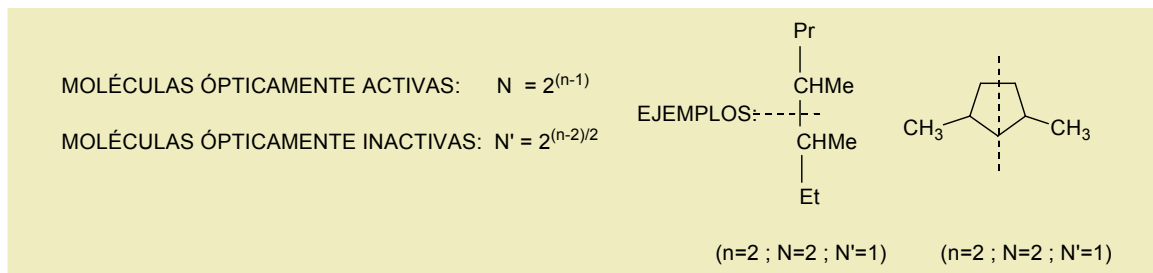 MOLÉCULAS ÓPTICAMENTE ACTIVAS: N = 2(n-1)
MOLÉCULAS ÓPTICAMENTE INACTIVAS: N' = 2(n-2)/2
EJEMPLOS:
Pr
CHMe
CHMe
Et
(n=2 ; N=2 ; N'=1)
CH3
CH3
(n=2 ; N=2 ; N'=1)